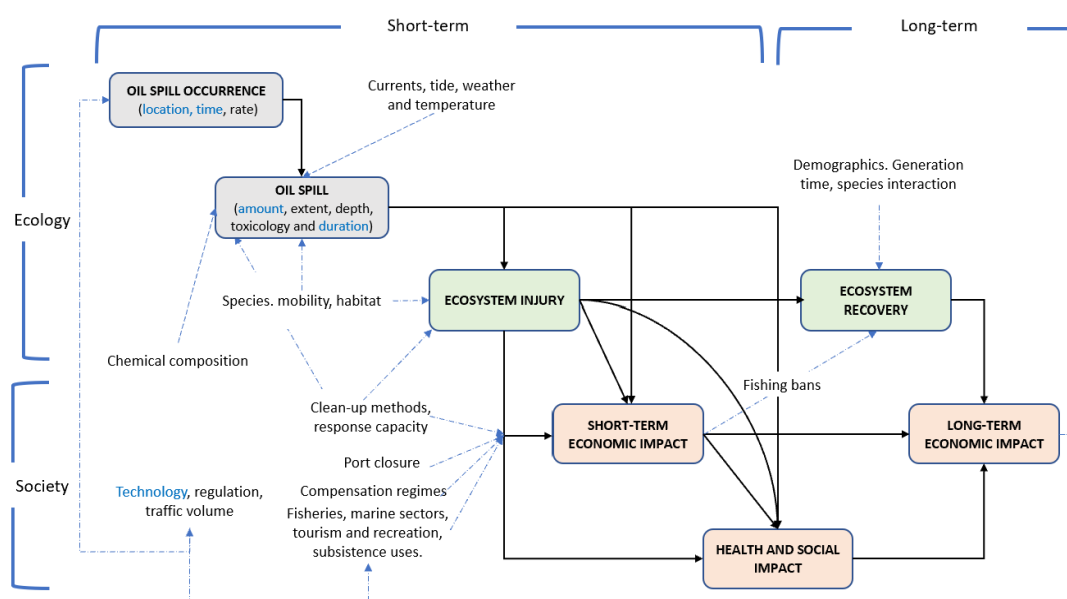 Short-term
Long-term
Currents, tide, weather
and temperature
OIL SPILL OCCURRENCE
(location, time, rate)
Demographics. Generation
time, species interaction
OIL SPILL
(amount, extent, depth,
toxicology and duration)
Ecology
Species. mobility, habitat
ECOSYSTEM INJURY
ECOSYSTEM
RECOVERY
Chemical composition
Fishing bans
Clean-up methods,
response capacity
SHORT-TERM
ECONOMIC IMPACT
LONG-TERM
ECONOMIC IMPACT
Port closure
Society
Technology, regulation,
traffic volume
Compensation regimes
Fisheries, marine sectors,
tourism and recreation,
subsistence uses.
HEALTH AND SOCIAL
IMPACT